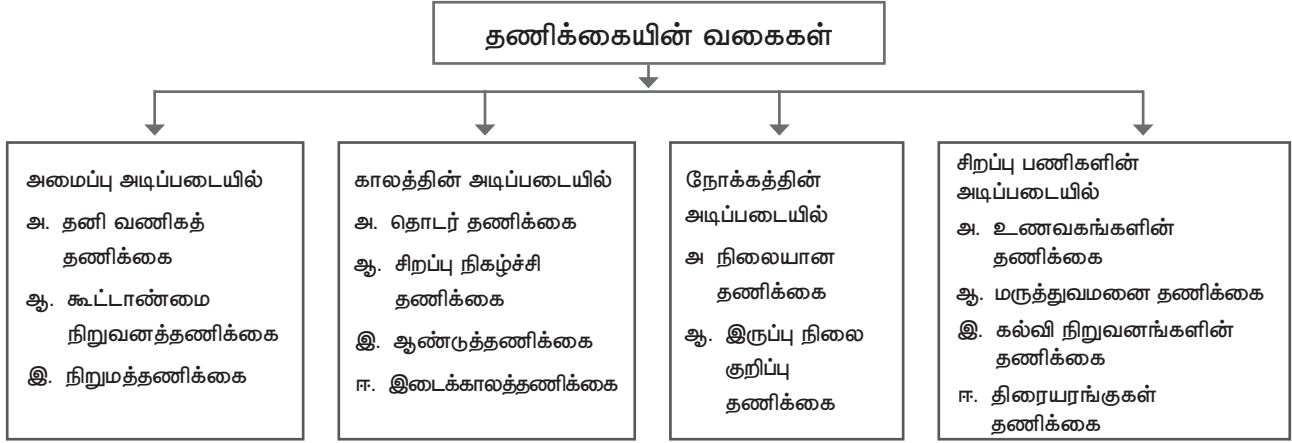 தணிக்கையின் வகைகள்
அமைப்பு அடிப்படையில்
அ. தனி வணிகத்
தணிக்கை
ஆ. கூட்டாண்மை
நிறுவனத்தணிக்கை
இ. நிறுமத்தணிக்கை
காலத்தின் அடிப்படையில்
அ. தொடர் தணிக்கை
ஆ. சிறப்பு நிகழ்ச்சி
தணிக்கை
இ. ஆண்டுத்தணிக்கை
ஈ. இடைக்காலத்தணிக்கை
நோக்கத்தின்
அடிப்படையில்
அ நிலையான
தணிக்கை
ஆ. இருப்பு நிலை
குறிப்பு
தணிக்கை
சிறப்பு பணிகளின்
அடிப்படையில்
அ. உணவகங்களின்
தணிக்கை
ஆ. மருத்துவமனை தணிக்கை
இ. கல்வி நிறுவனங்களின்
தணிக்கை
ஈ. திரையரங்குகள்
தணிக்கை